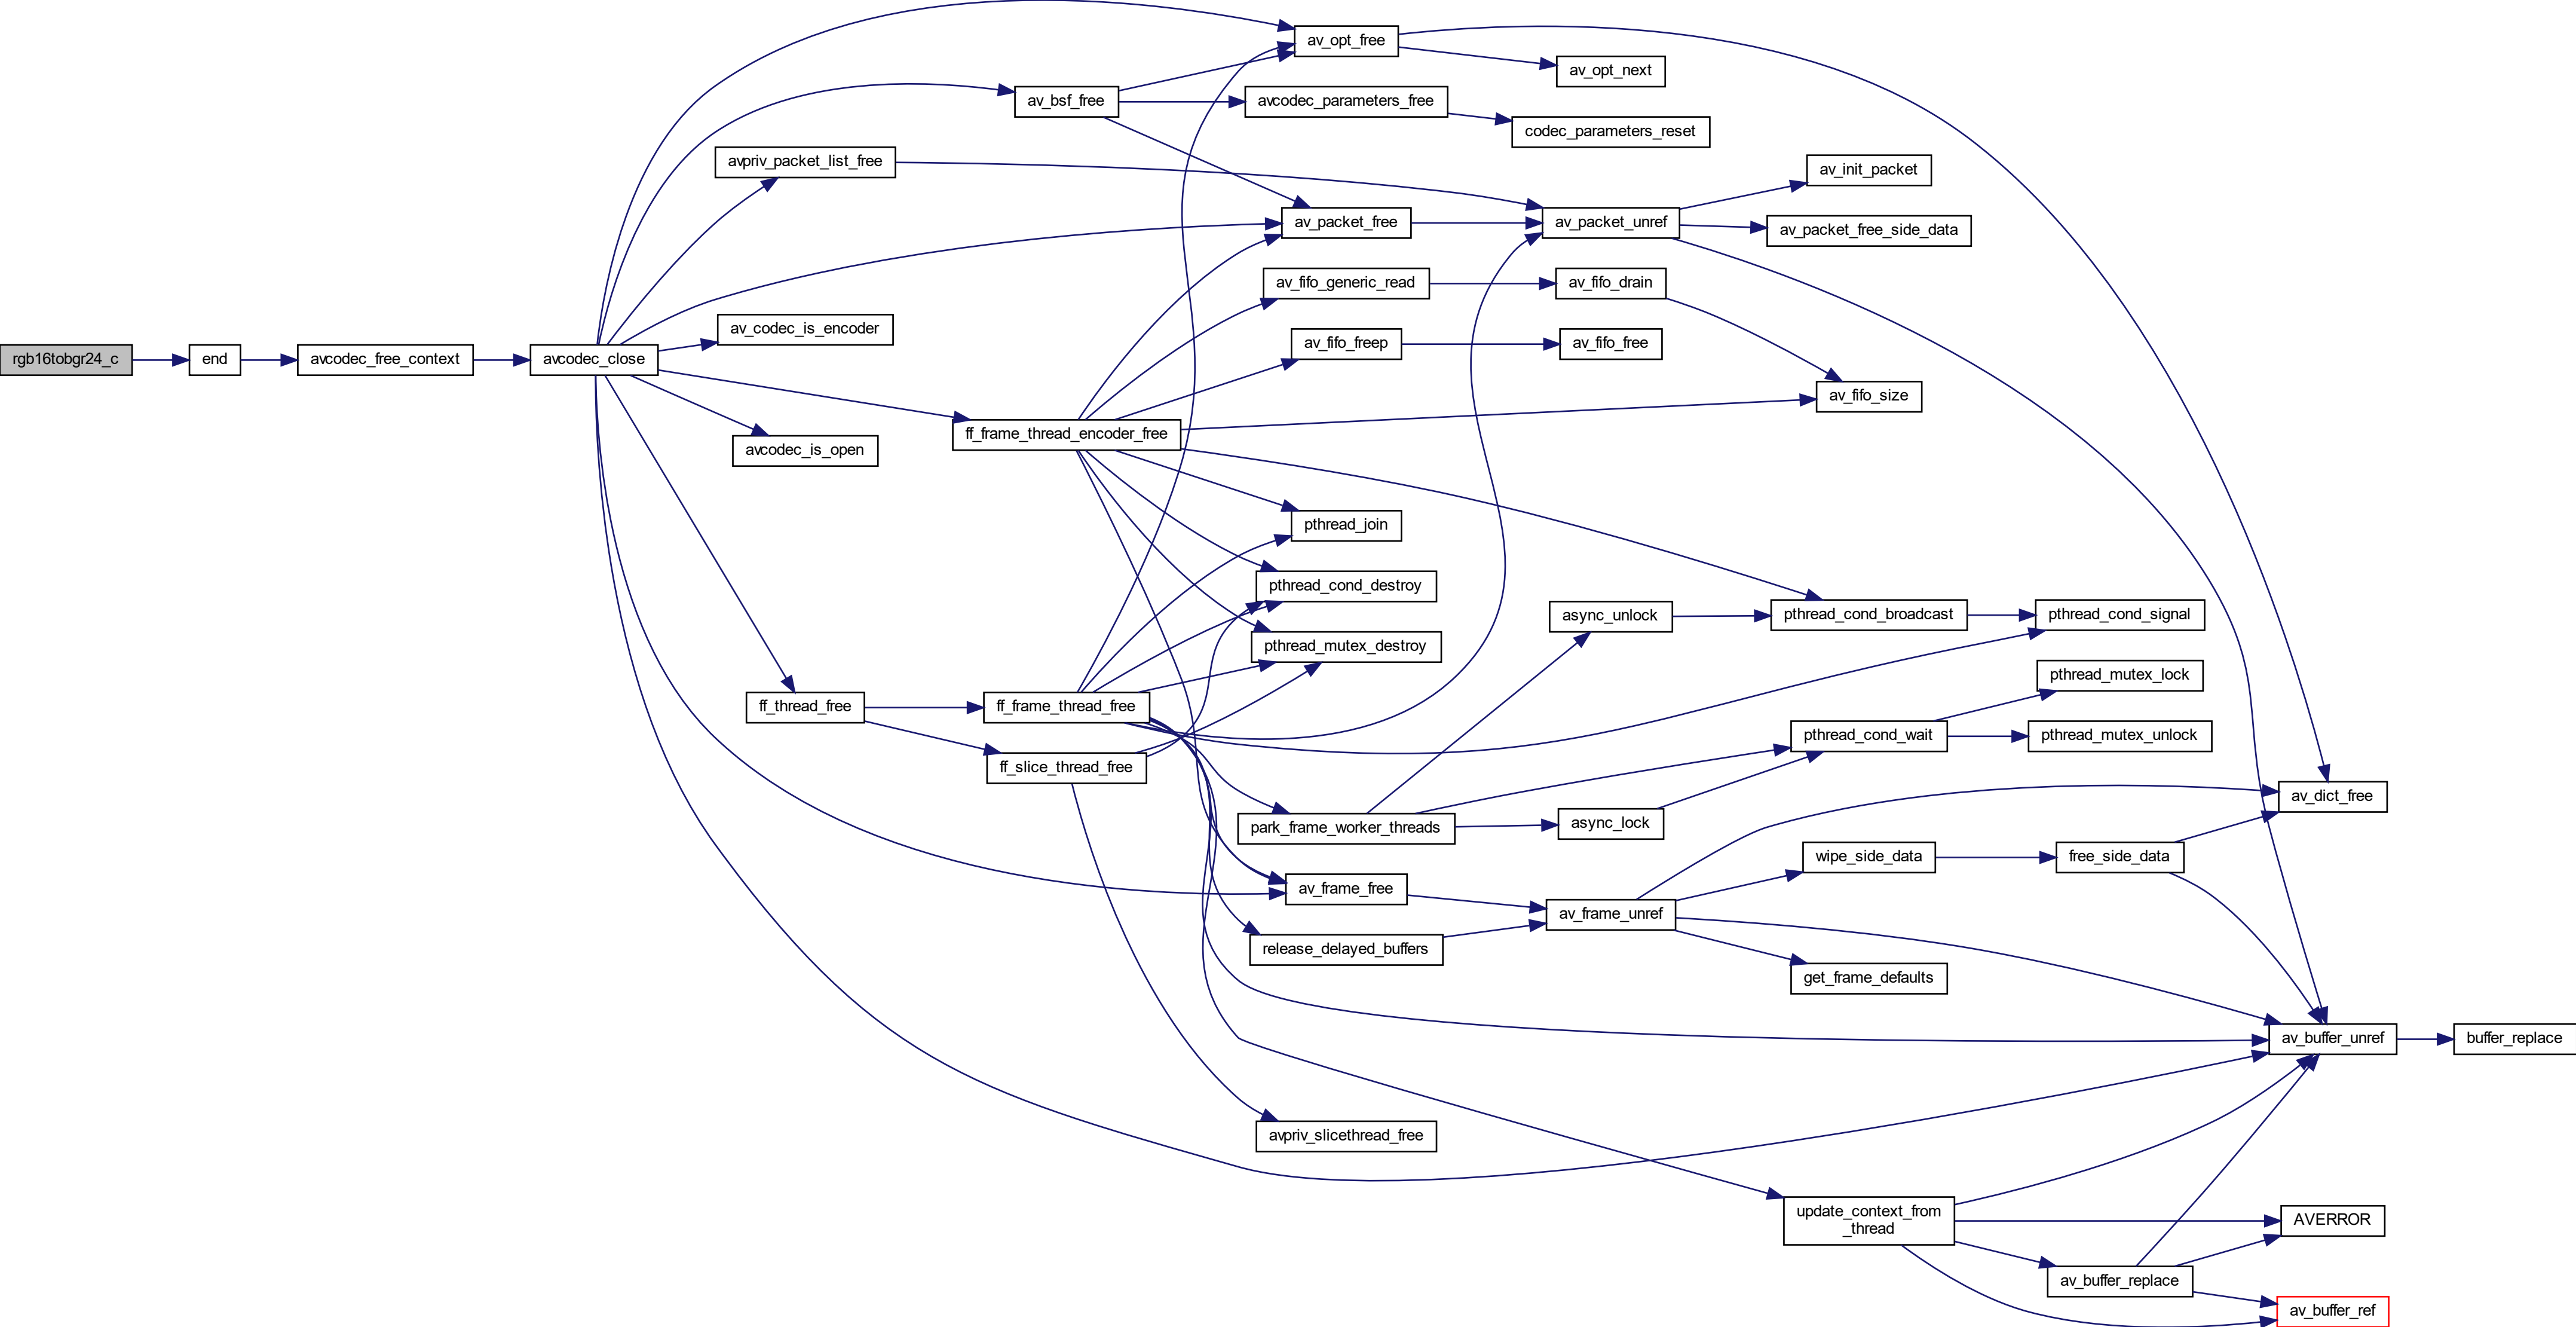 av_opt_free
av_opt_next
av_bsf_free
avcodec_parameters_free
codec_parameters_reset
avpriv_packet_list_free
av_init_packet
av_packet_free
av_packet_unref
av_packet_free_side_data
av_fifo_generic_read
av_fifo_drain
av_codec_is_encoder
av_fifo_freep
av_fifo_free
rgb16tobgr24_c
end
avcodec_free_context
avcodec_close
av_fifo_size
ff_frame_thread_encoder_free
avcodec_is_open
pthread_join
pthread_cond_destroy
async_unlock
pthread_cond_broadcast
pthread_cond_signal
pthread_mutex_destroy
pthread_mutex_lock
ff_thread_free
ff_frame_thread_free
pthread_cond_wait
pthread_mutex_unlock
ff_slice_thread_free
av_dict_free
park_frame_worker_threads
async_lock
wipe_side_data
free_side_data
av_frame_free
av_frame_unref
release_delayed_buffers
get_frame_defaults
av_buffer_unref
buffer_replace
avpriv_slicethread_free
update_context_from
_thread
AVERROR
av_buffer_replace
av_buffer_ref